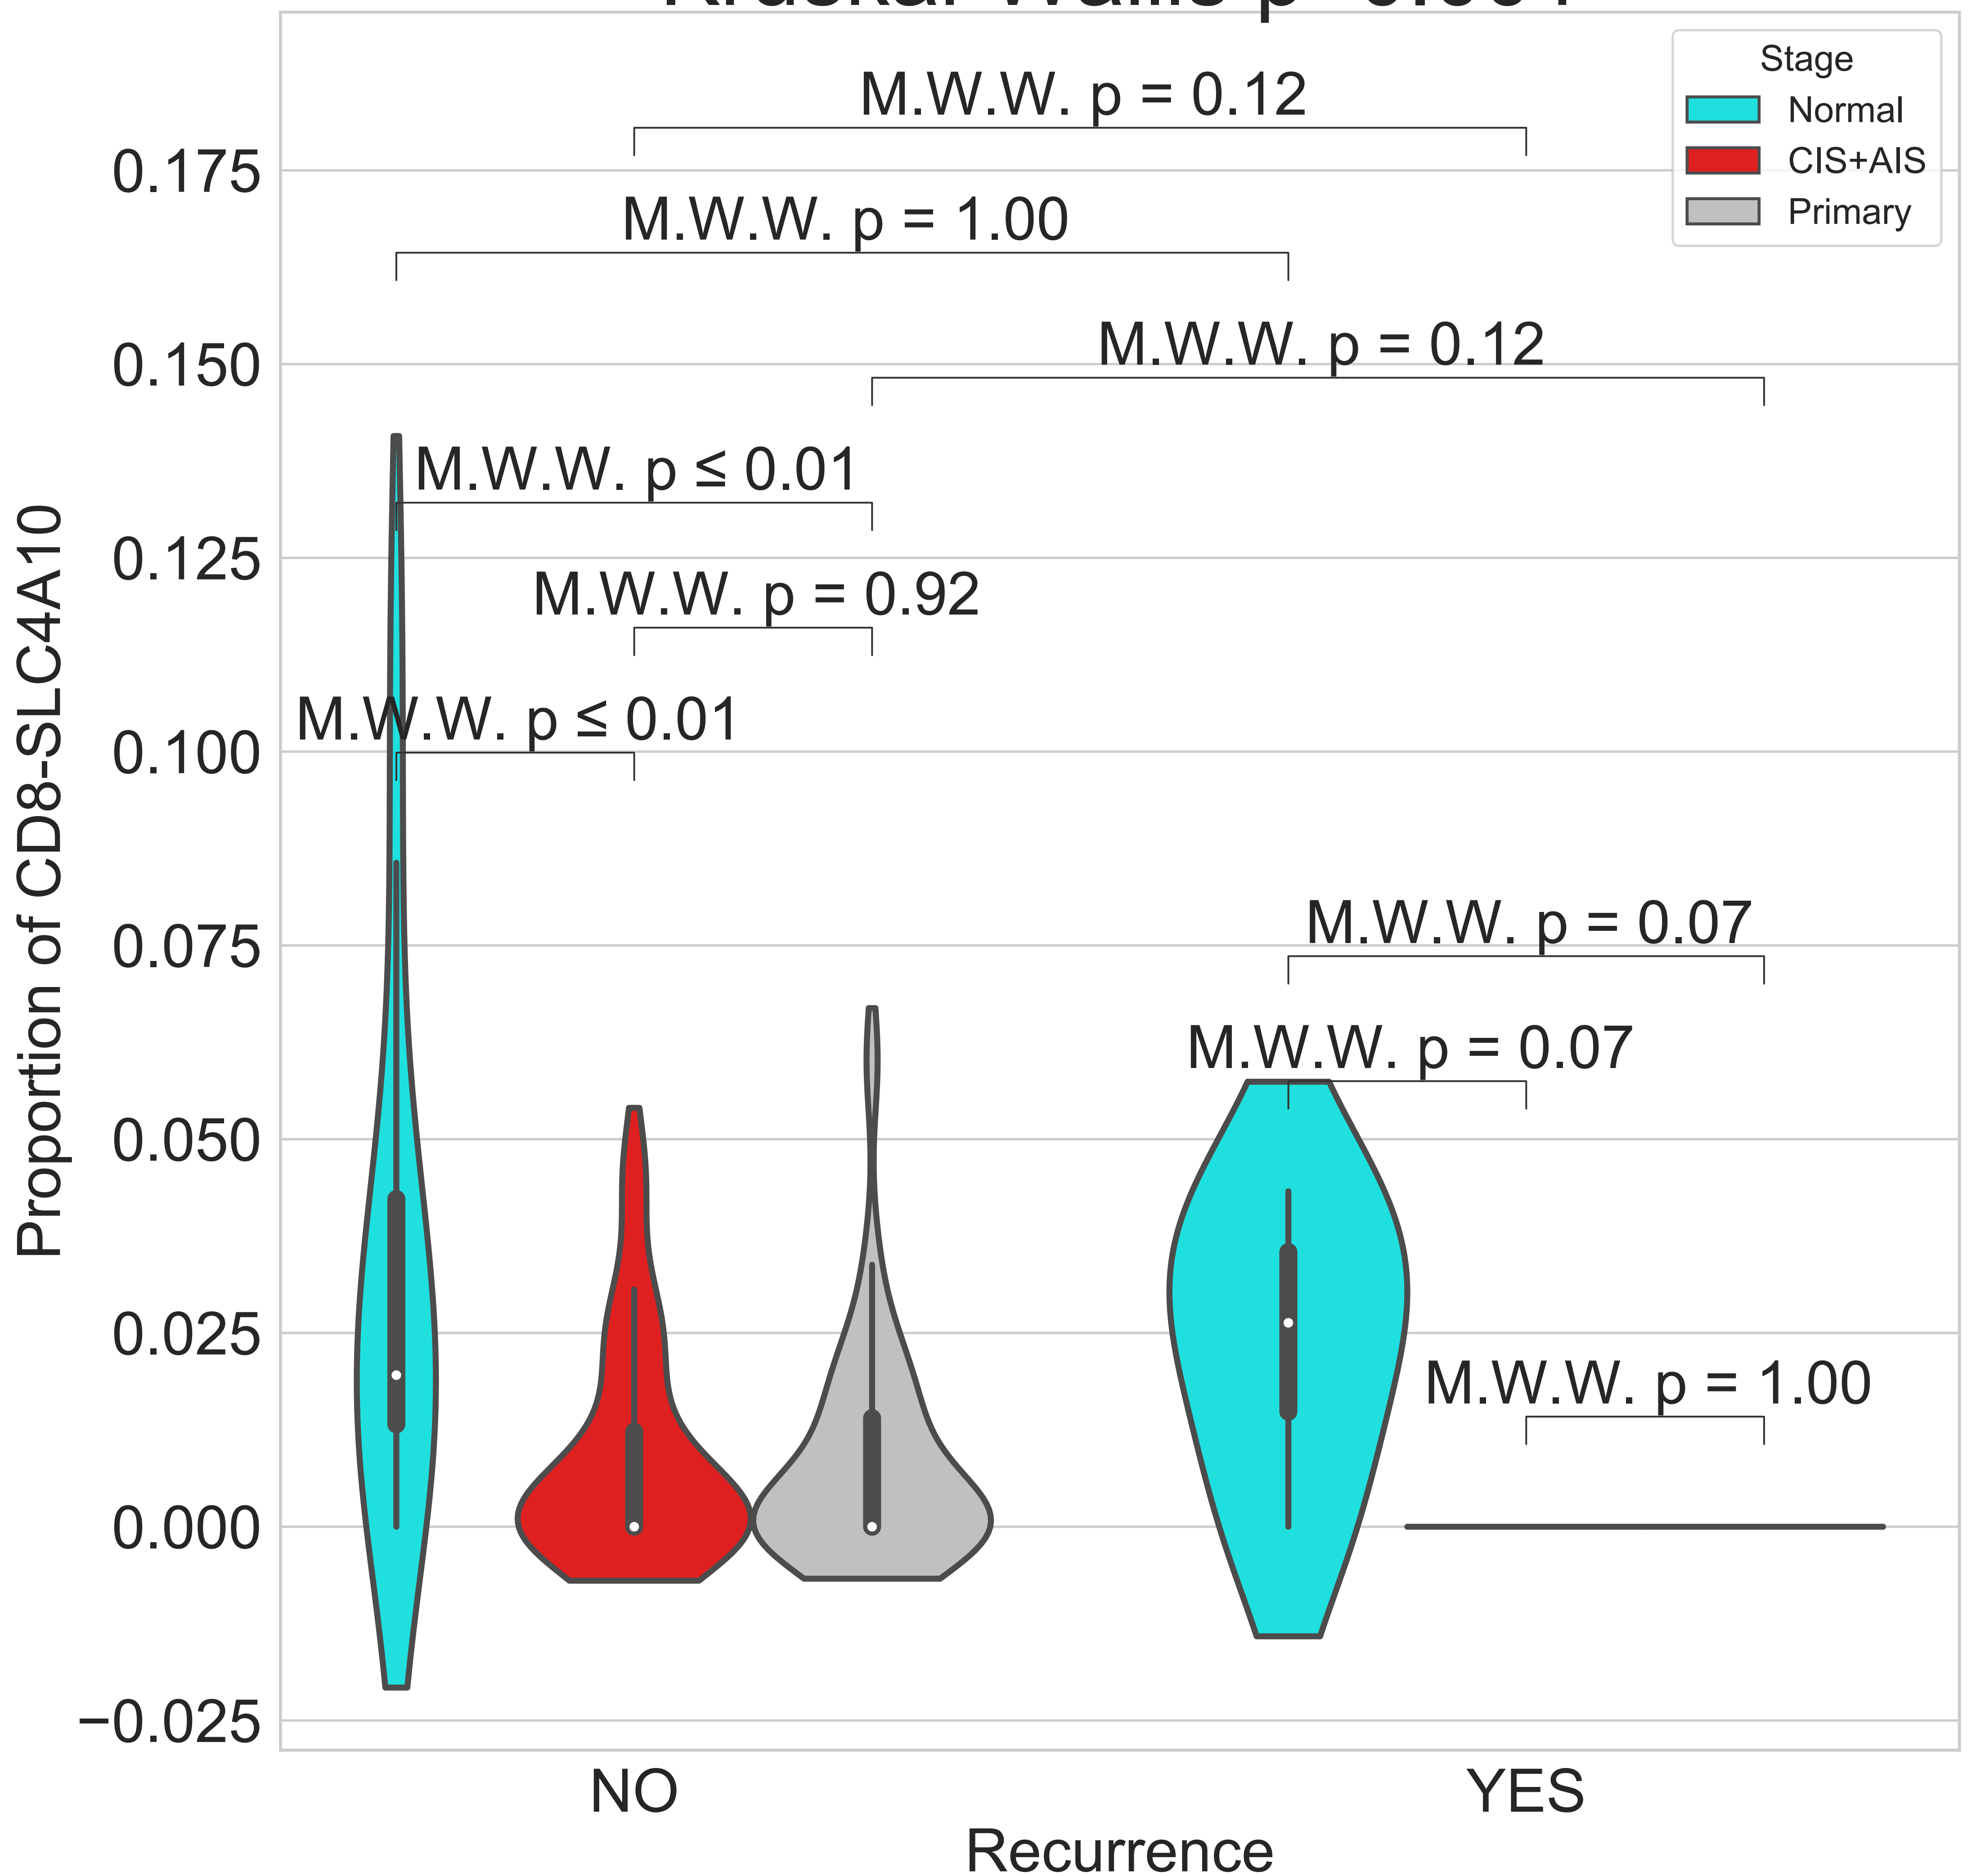 Stage
Normal
CIS+AIS
Primary
M.W.W. p = 0.12
M.W.W. p = 1.00
M.W.W. p = 0.12
M.W.W. p ≤ 0.01
M.W.W. p = 0.92
M.W.W. p ≤ 0.01
M.W.W. p = 0.07
M.W.W. p = 0.07
M.W.W. p = 1.00
0.175
0.150
0.125
0.100
0.075
0.050
0.025
0.000
−0.025
Proportion of CD8-SLC4A10
NO
YES
Recurrence